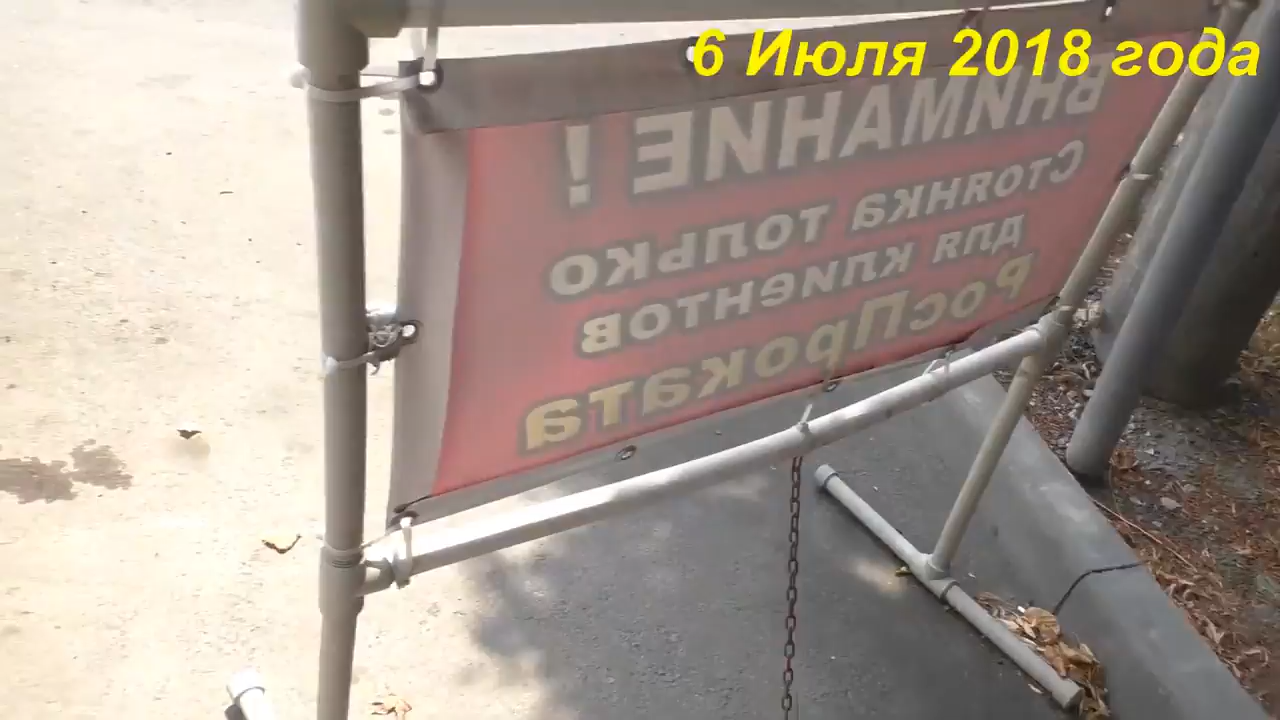 6 Июля 2018 года
ВНИМАНИЕ !
Стоянка только
для клиентов
РосПроката